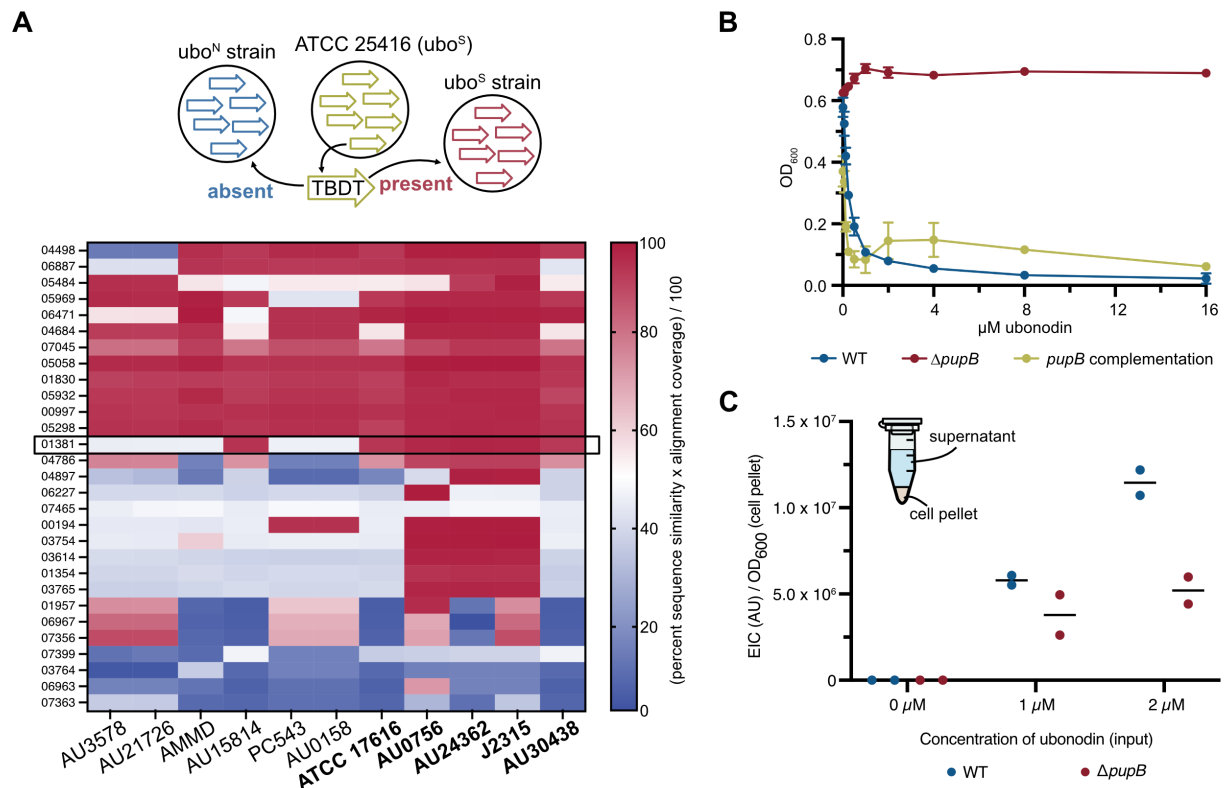 A
ubo^N strain
ATCC 25416 (ubo^S)
ubo^S strain
absent
TBDT
present
04498
06887
05484
05969
06471
04684
07045
05058
01830
05932
00997
05298
01381
04786
04897
06227
07465
00194
03754
03614
01354
03765
01957
06967
07356
07399
03764
06963
07363
AU3578
AU21726
AMMD
AU15814
PC543
AU0158
ATCC 17616
AU0756
AU24362
J2315
AU30438
100
80
60
40
20
0
(percent sequence similarity x alignment coverage) / 100
B
0.8
0.6
0.4
0.2
0.0
OD600
0
4
8
12
16
µM ubonodin
WT
ΔpupB
pupB complementation
C
1.5 x 10^7
1.0 x 10^7
5.0 x 10^6
0
EIC (AU) / OD600 (cell pellet)
supernatant
cell pellet
0 µM
1 µM
2 µM
Concentration of ubonodin (input)
WT
ΔpupB